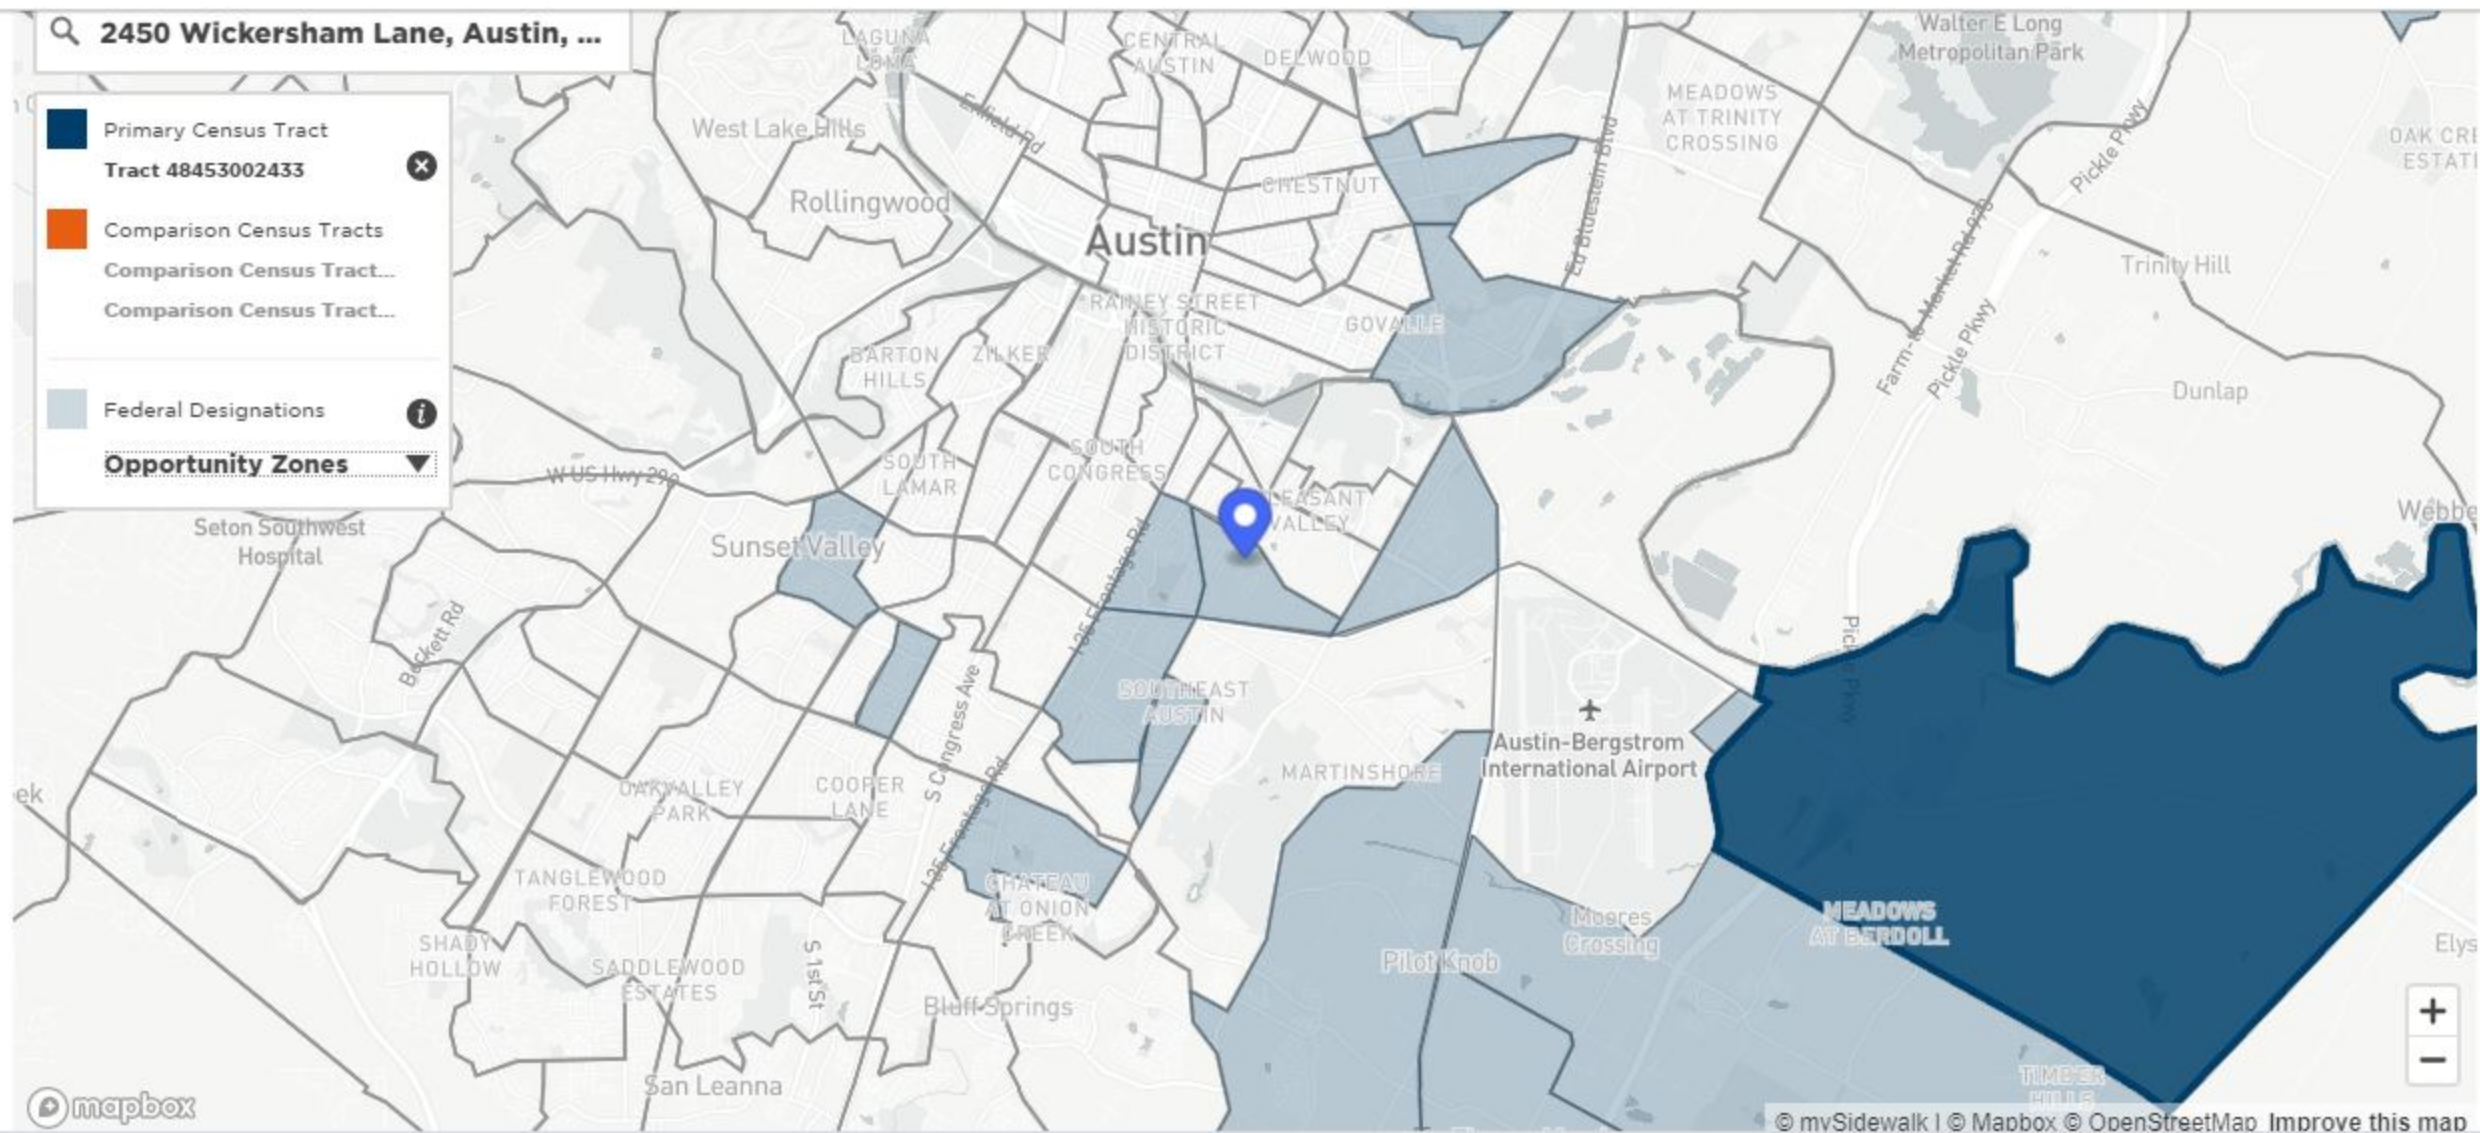 2450 Wickersham Lane, Austin, ...
Primary Census Tract
Tract 48453002433
Comparison Census Tracts
Comparison Census Tract...
Comparison Census Tract...
Federal Designations
Opportunity Zones
LAGUNA
LOMA
CENTRAL
AUSTIN
DELWOOD
Walter E Long
Metropolitan Park
MEADOWS
AT TRINITY
CROSSING
OAK CRE
ESTAT
West Lake Hills
Enfield Rd
Ed Bluestein Blvd
Pickle Pkwy
Rollingwood
CHESTNUT
Austin
Farm-to-Market Rd 973
Trinity Hill
RAINEY STREET
HISTORIC
DISTRICT
GOVALLE
Pickle Pkwy
BARTON
HILLS
ZILKER
Dunlap
W US Hwy 290
SOUTH
LAMAR
SOUTH
CONGRESS
LEASANT
VALLEY
Webbe
Seton Southwest
Hospital
Sunset Valley
I-35 Frontage Rd
Beckett Rd
Pickle Pkwy
SOUTHEAST
AUSTIN
S Congress Ave
Austin-Bergstrom
International Airport
MARTINSHORE
ek
OAKVALLEY
PARK
COOPER
LANE
I-35 Frontage Rd
TANGLEWOOD
FOREST
CHATEAU
AT ONION
CREEK
MEADOWS
AT BERDOLL
Moores
Crossing
SHADY
HOLLOW
SADDLEWOOD
ESTATES
S 1st St
Pilot Knob
Elys
Bluff Springs
San Leanna
TIMBER
HILLS
mapbox
© mySidewalk | © Mapbox © OpenStreetMap Improve this map